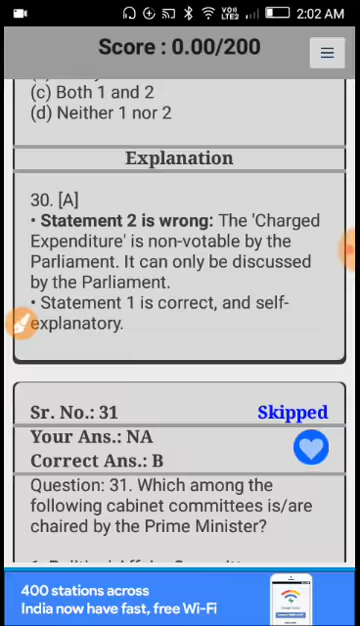 VoLTE2 2:02 AM
Score : 0.00/200
(c) Both 1 and 2
(d) Neither 1 nor 2
Explanation
30. [A]
• Statement 2 is wrong: The 'Charged
Expenditure' is non-votable by the
Parliament. It can only be discussed
by the Parliament.
• Statement 1 is correct, and self-
explanatory.
Sr. No.: 31 Skipped
Your Ans.: NA
Correct Ans.: B
Question: 31. Which among the
following cabinet committees is/are
chaired by the Prime Minister?
400 stations across
India now have fast, free Wi-Fi